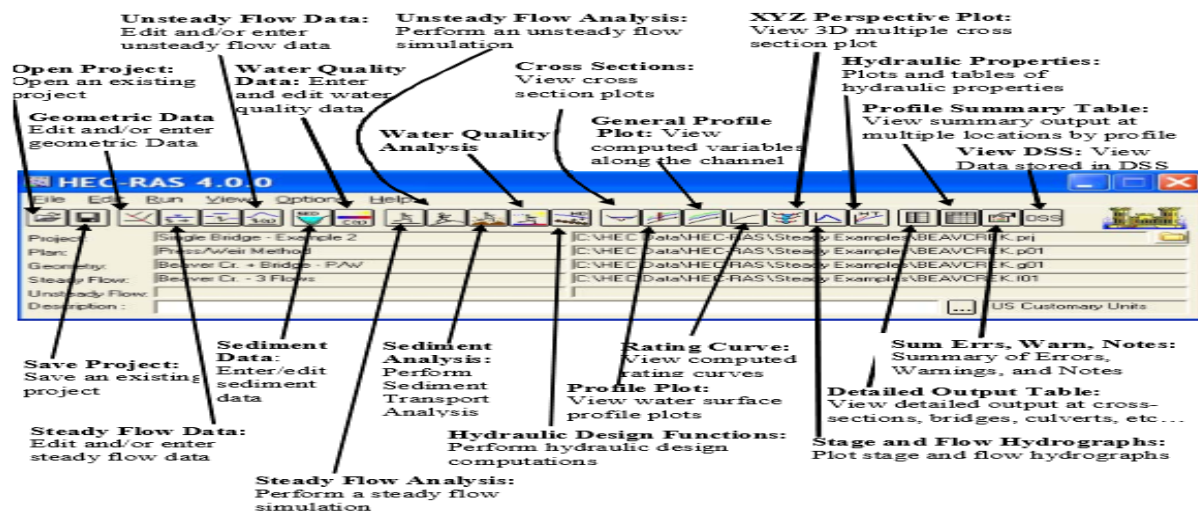 Unsteady Flow Data:
Edit and/or enter
unsteady flow data
Unsteady Flow Analysis:
Perform an unsteady flow
simulation
XYZ Perspective Plot:
View 3D multiple cross
section plot
Open Project:
Open an existing
project
Water Quality
Data: Enter
and edit water
quality data
Cross Sections:
View cross
section plots
Hydraulic Properties:
Plots and tables of
hydraulic properties
Geometric Data
Edit and/or enter
geometric Data
Water Quality
Analysis
General Profile
Plot: View
computed variables
along the channel
Profile Summary Table:
View summary output at
multiple locations by profile
View DSS: View
Data stored in DSS
HEC-RAS 4.0.0
File Edit Run View Options Help
DSS
Project: Single Bridge - Example 2 C:\HEC Data\HEC-RAS\Steady Examples\BEAVCREK.prj
Plan: Press/Weir Method C:\HEC Data\HEC-RAS\Steady Examples\BEAVCREK.p01
Geometry: Beaver Cr. + Bridge - P/W C:\HEC Data\HEC-RAS\Steady Examples\BEAVCREK.g01
Steady Flow: Beaver Cr. - 3 Flows C:\HEC Data\HEC-RAS\Steady Examples\BEAVCREK.f01
Unsteady Flow:
Description : ... US Customary Units
Save Project:
Save an existing
project
Sediment
Data:
Enter/edit
sediment
data
Sediment
Analysis:
Perform
Sediment
Transport
Analysis
Rating Curve:
View computed
rating curves
Sum Errs, Warn, Notes:
Summary of Errors,
Warnings, and Notes
Profile Plot:
View water surface
profile plots
Detailed Output Table:
View detailed output at cross-
sections, bridges, culverts, etc...
Steady Flow Data:
Edit and/or enter
steady flow data
Hydraulic Design Functions:
Perform hydraulic design
computations
Stage and Flow Hydrographs:
Plot stage and flow hydrographs
Steady Flow Analysis:
Perform a steady flow
simulation